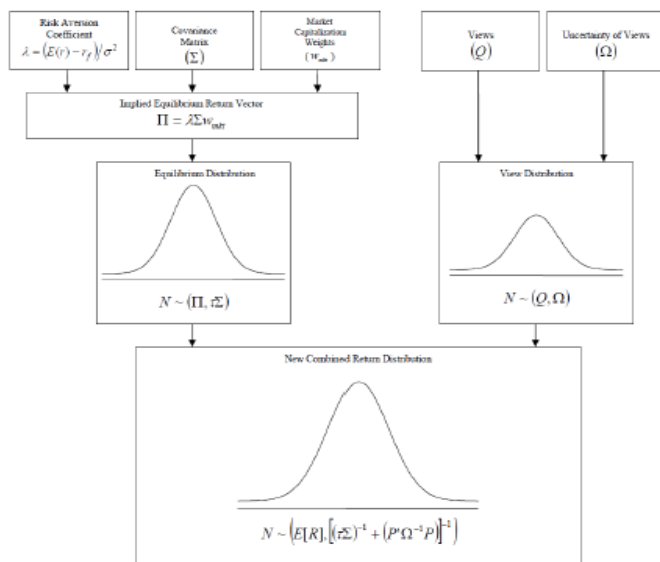 Risk Aversion
Coefficient
λ = (E(r) − r_f)/σ²
Covariance
Matrix
(Σ)
Market
Capitalization
Weights
(w_mkt)
Views
(Q)
Uncertainty of Views
(Ω)
Implied Equilibrium Return Vector
Π = λΣw_mkt
Equilibrium Distribution
N ~ (Π, τΣ)
View Distribution
N ~ (Q, Ω)
New Combined Return Distribution
N ~ (E[R], [(τΣ)⁻¹ + (P'Ω⁻¹P)]⁻¹)